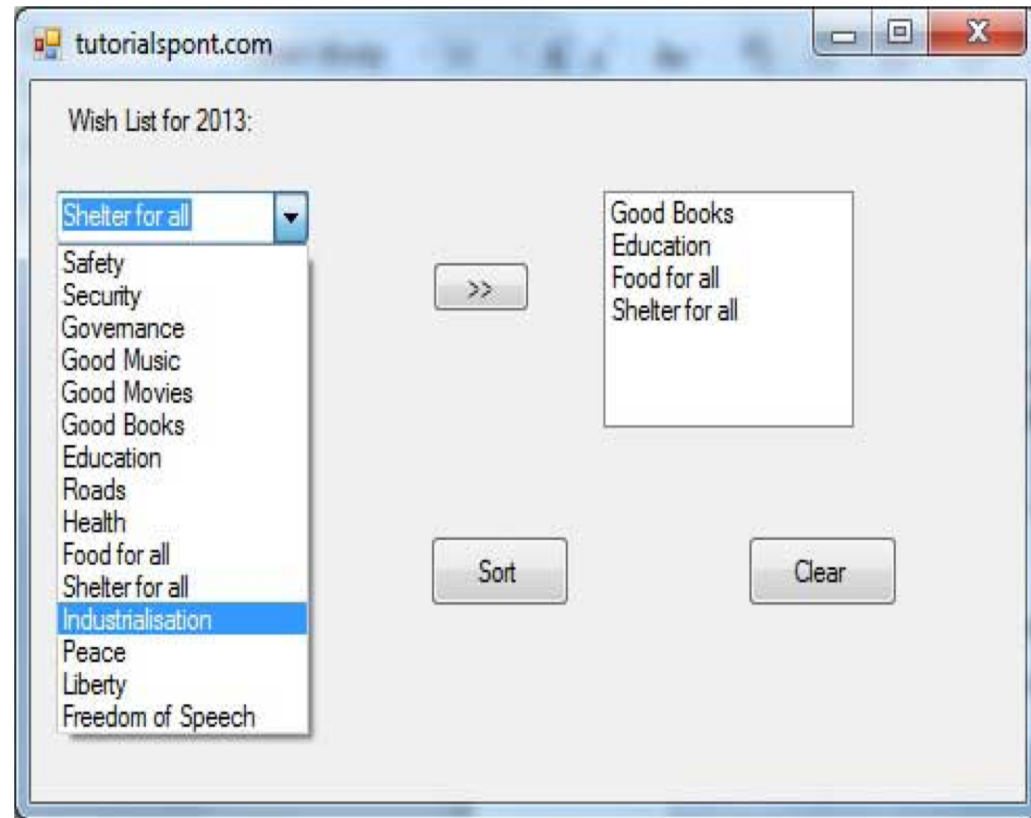 tutorialspont.com
Wish List for 2013:
Shelter for all
Safety
Security
Governance
Good Music
Good Movies
Good Books
Education
Roads
Health
Food for all
Shelter for all
Industrialisation
Peace
Liberty
Freedom of Speech
>>
Good Books
Education
Food for all
Shelter for all
Sort
Clear